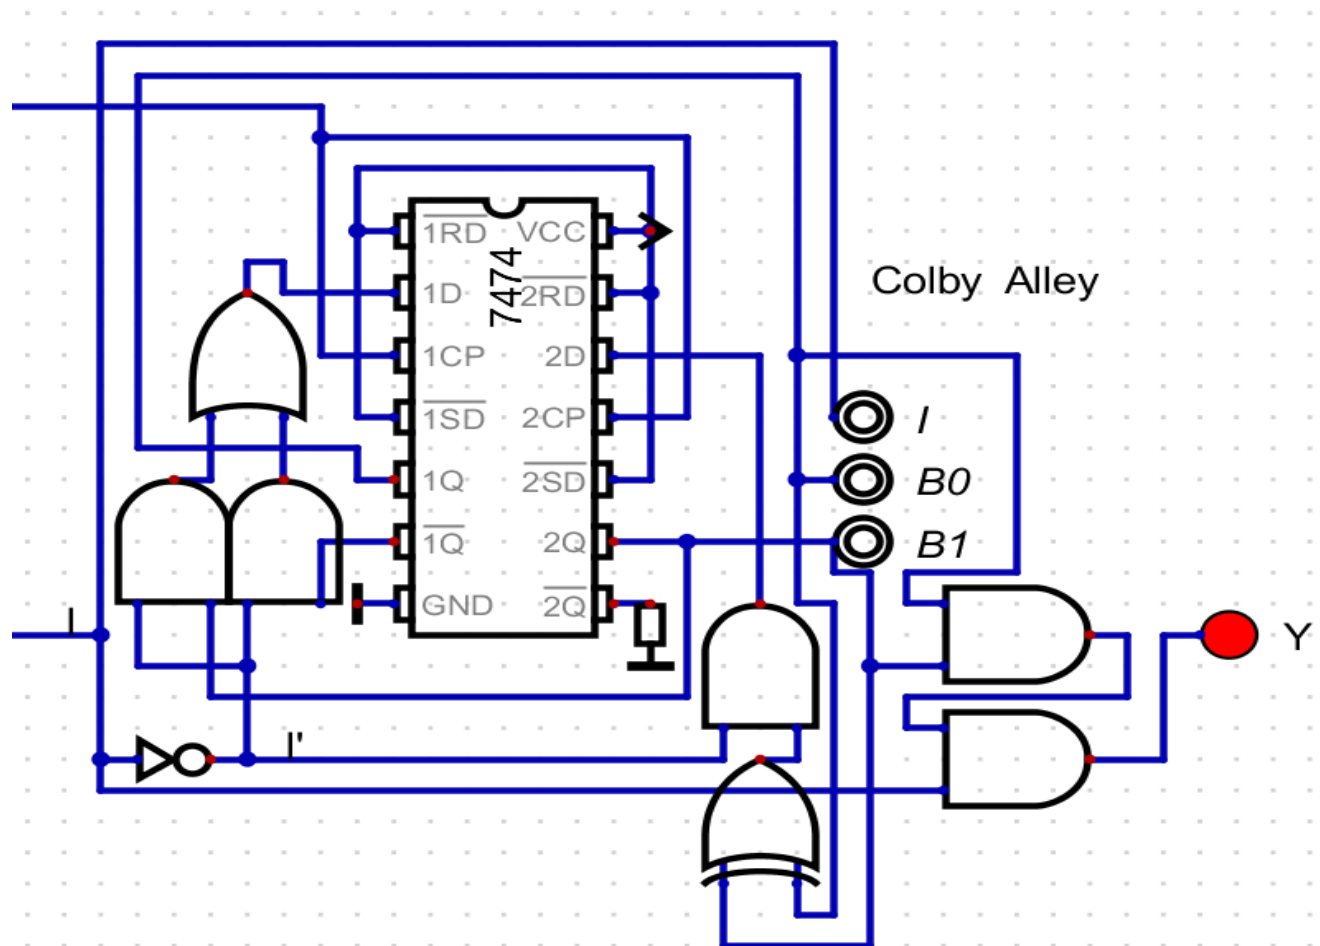 1RD VCC
1D 2RD
1CP 2D
1SD 2CP
1Q 2SD
1Q 2Q
GND 2Q
7474
Colby Alley
I
B0
B1
I
Y
I'